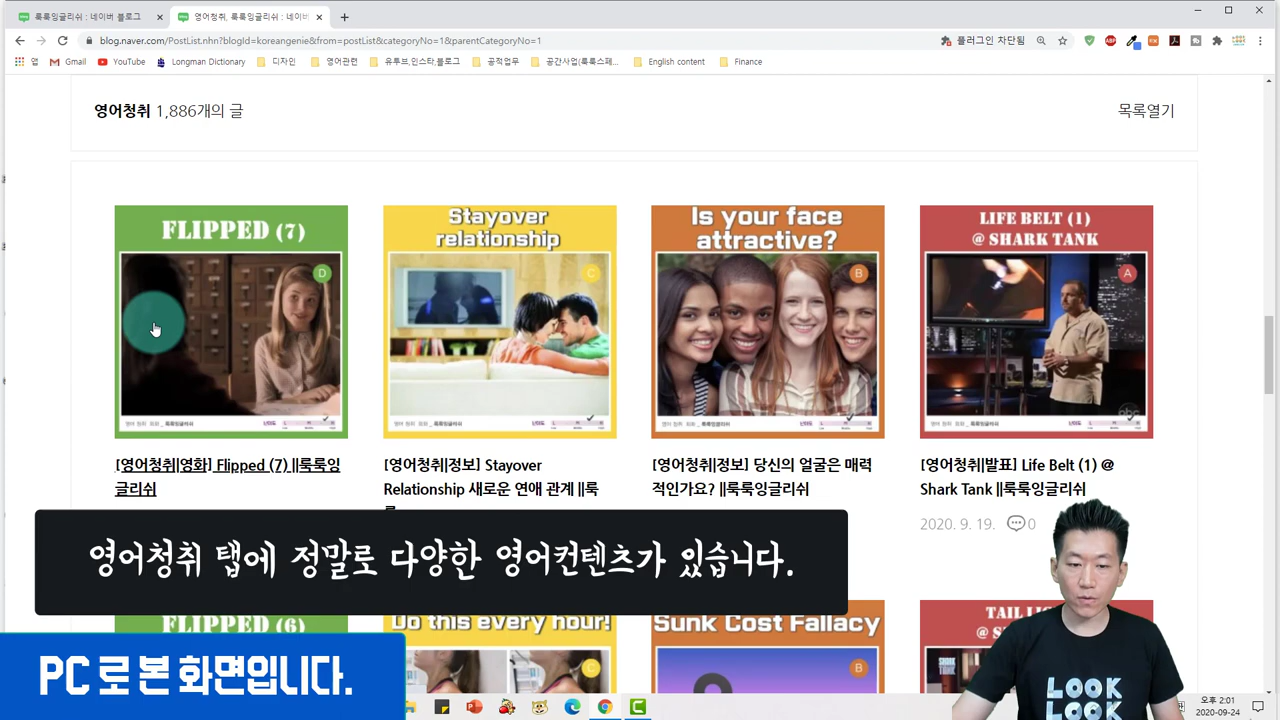 룩룩잉글리쉬 : 네이버 블로그
영어청취, 룩룩잉글리쉬 : 네이버
blog.naver.com/PostList.nhn?blogId=koreangenie&from=postList&categoryNo=1&parentCategoryNo=1
플러그인 차단됨
앱 Gmail YouTube Longman Dictionary 디자인 영어관련 유투브,인스타,블로그 공적업무 공간사업(룩룩스페... English content Finance
영어청취 1,886개의 글
목록열기
FLIPPED (7)
D
Stayover
relationship
C
Is your face
attractive?
B
LIFE BELT (1)
@ SHARK TANK
A
abc
[영어청취|영화] Flipped (7) ||룩룩잉
글리쉬
[영어청취|정보] Stayover
Relationship 새로운 연애 관계 ||룩
[영어청취|정보] 당신의 얼굴은 매력
적인가요? ||룩룩잉글리쉬
[영어청취|발표] Life Belt (1) @
Shark Tank ||룩룩잉글리쉬
2020. 9. 19. 0
영어청취 탭에 정말로 다양한 영어컨텐츠가 있습니다.
FLIPPED (6)
Do this every hour!
C
Sunk Cost Fallacy
B
PC로 본 화면입니다.
LOOK
LOOK
오후 2:01
2020-09-24